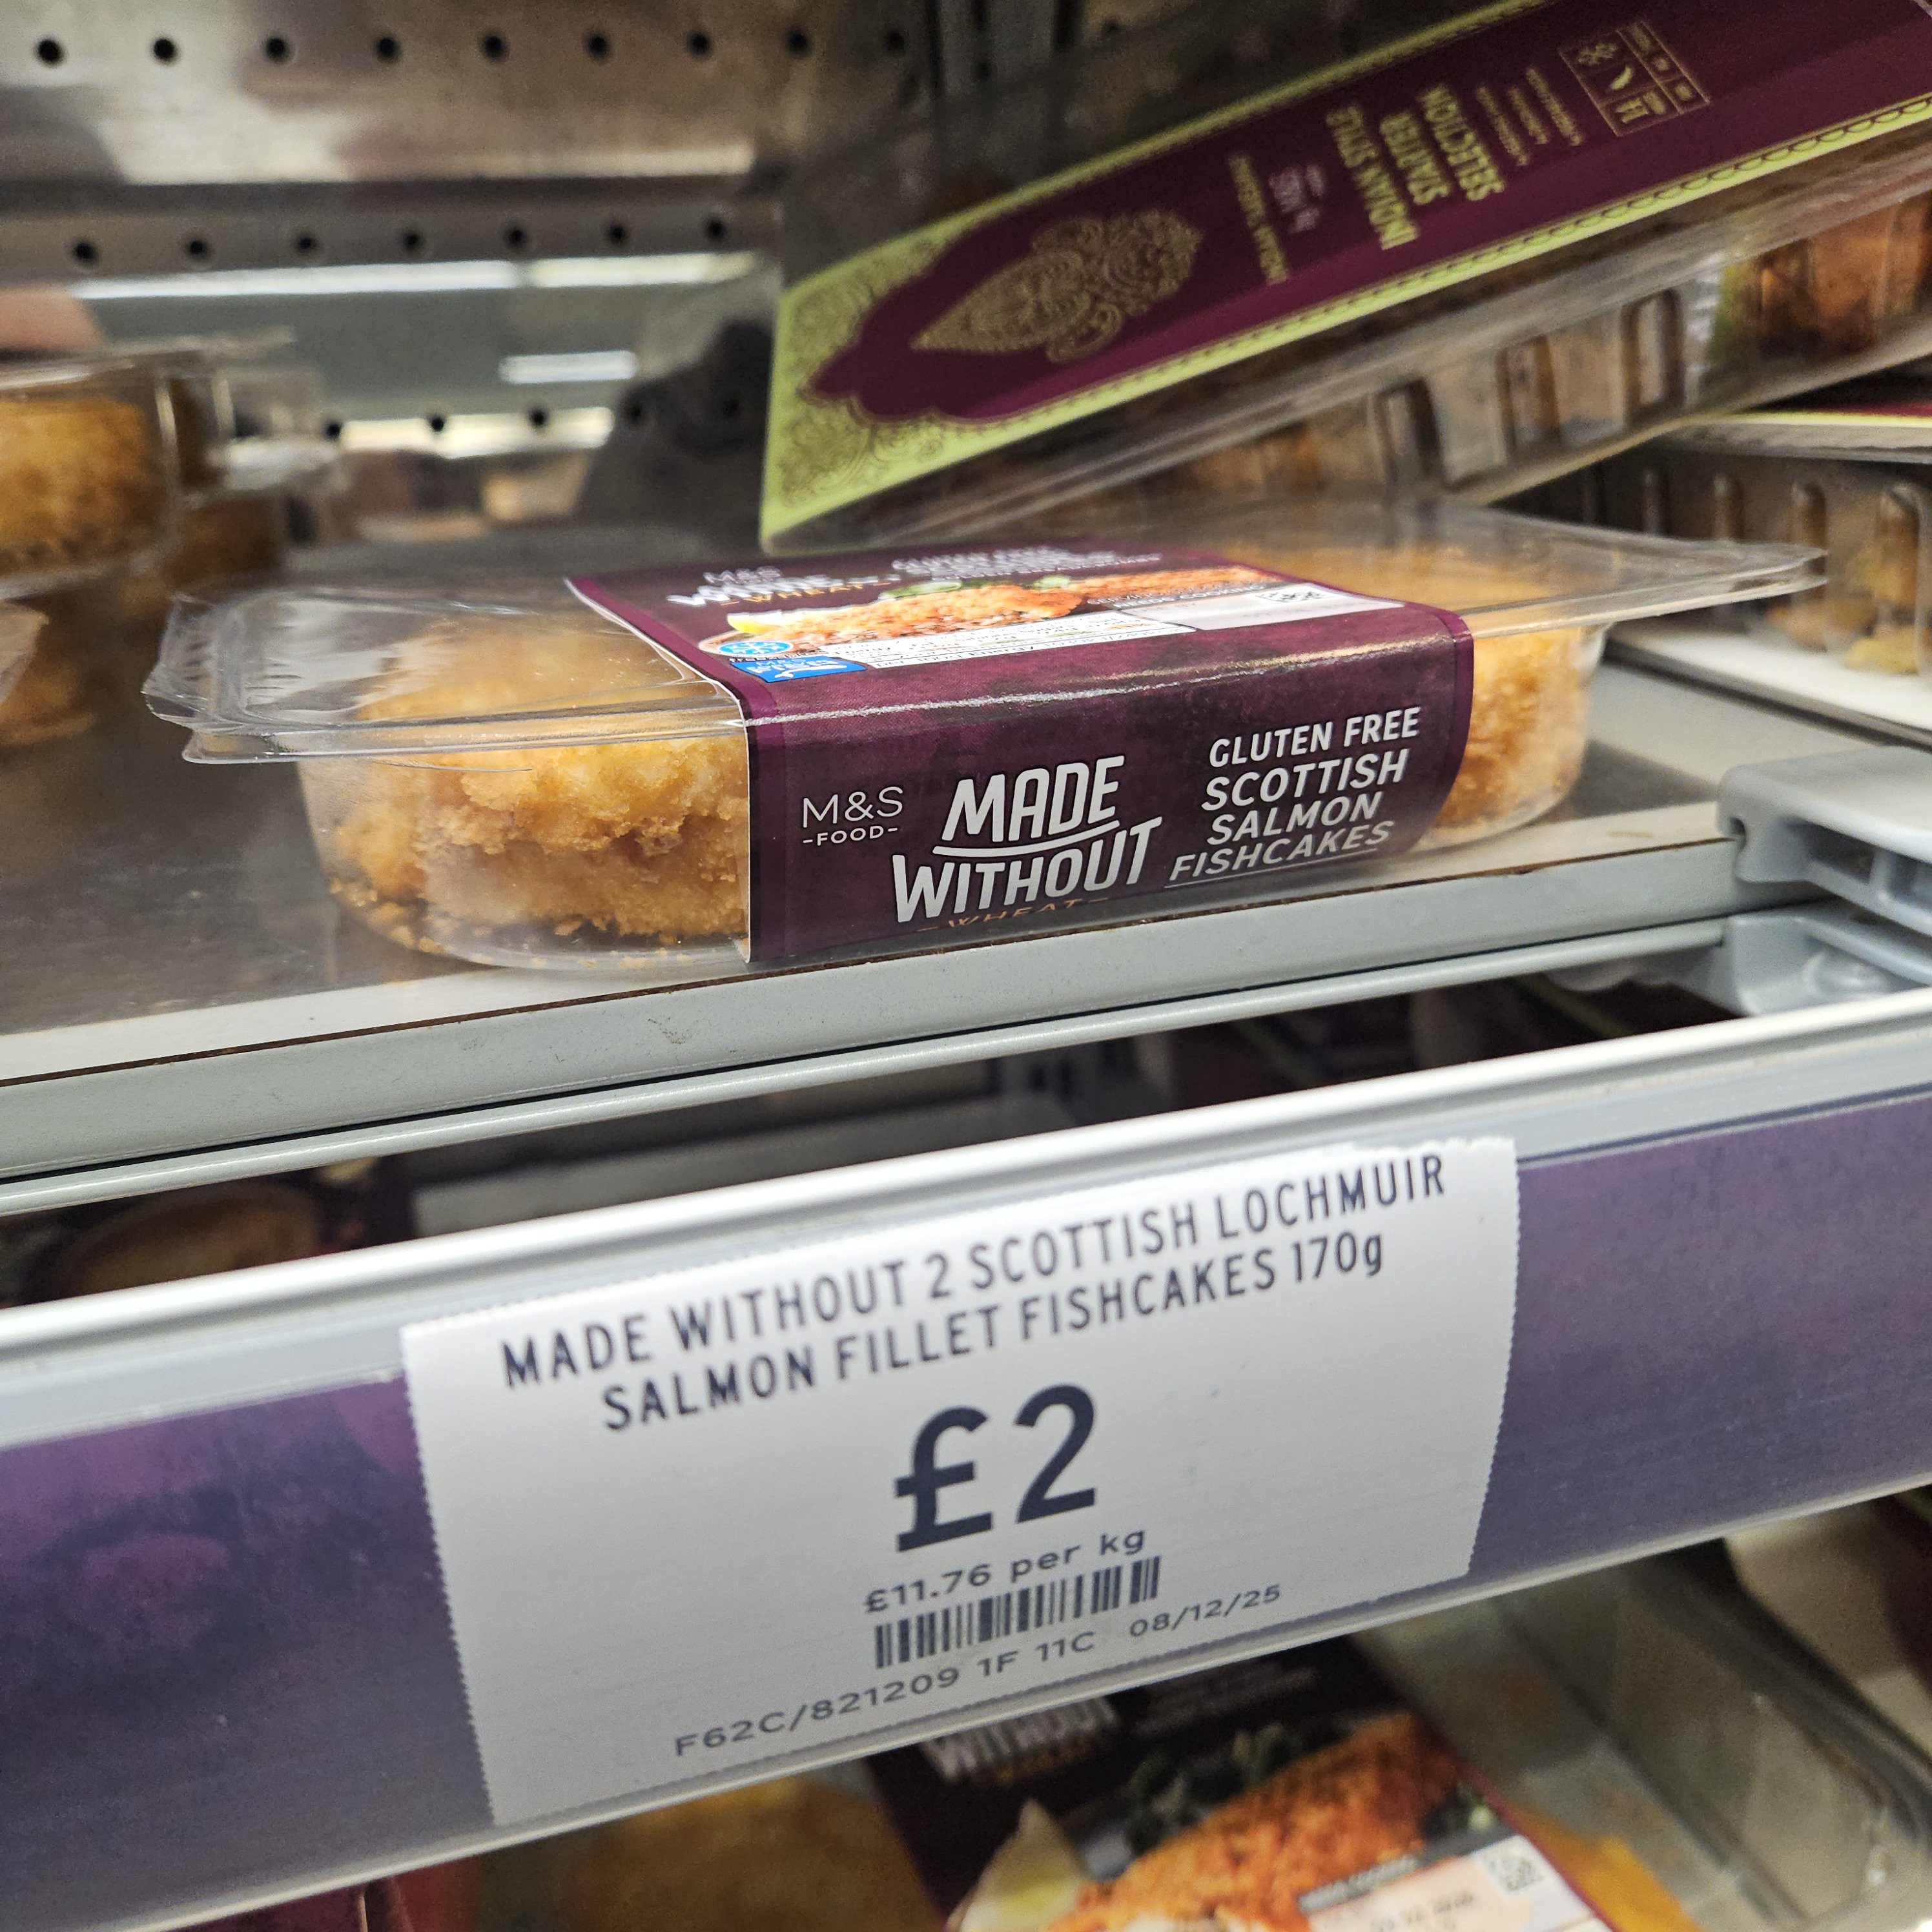 INDIAN STYLE
STARTER
SELECTION
M&S
-FOOD-
MADE
WITHOUT
-WHEAT-
GLUTEN FREE
SCOTTISH
SALMON
FISHCAKES
MADE WITHOUT 2 SCOTTISH LOCHMUIR
SALMON FILLET FISHCAKES 170g
£2
£11.76 per kg
F62C/821209 1F 11C 08/12/25
WITHOUT